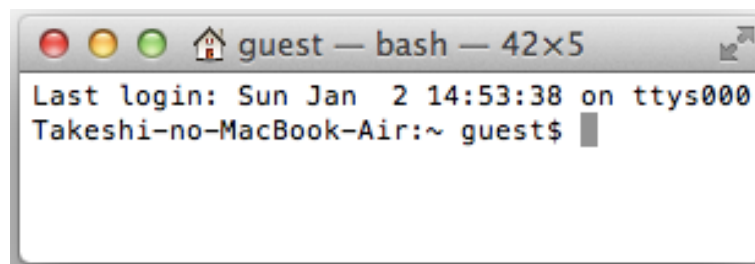 guest — bash — 42×5
Last login: Sun Jan  2 14:53:38 on ttys000
Takeshi-no-MacBook-Air:~ guest$